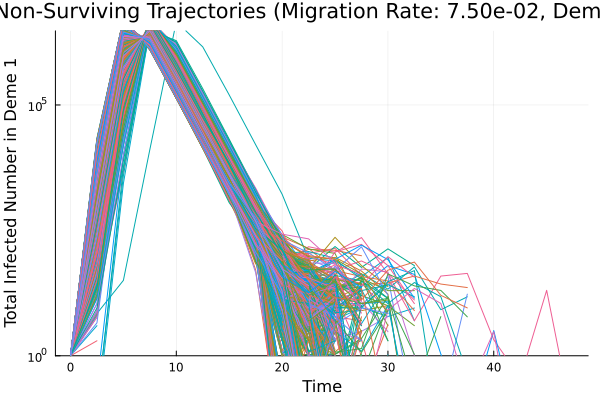 Non-Surviving Trajectories (Migration Rate: 7.50e-02, Dem
Total Infected Number in Deme 1
10⁵
10⁰
0 10 20 30 40
Time